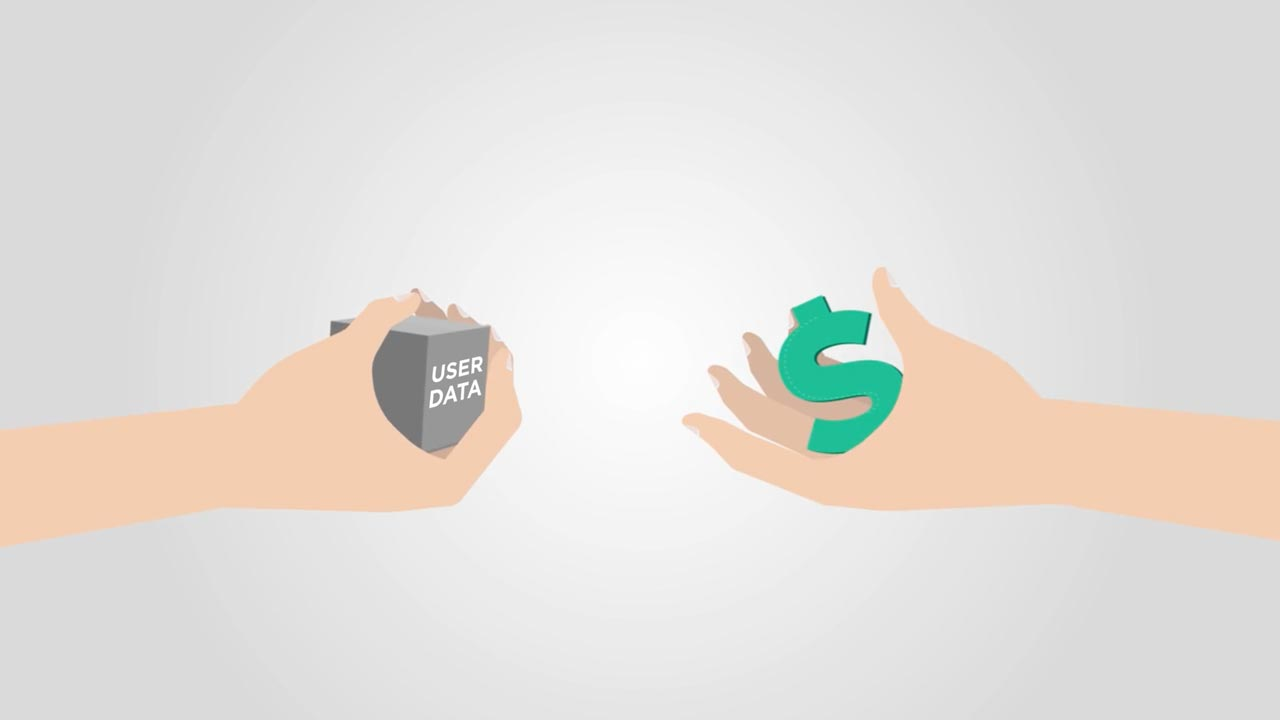 USER
DATA
$